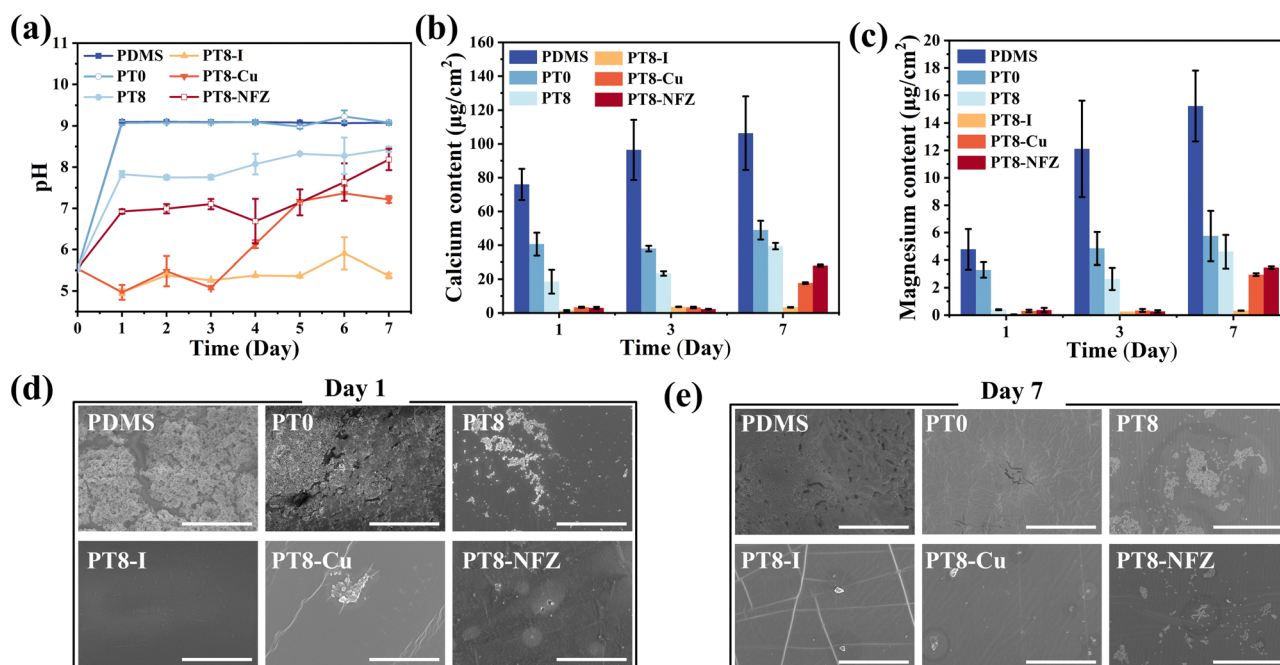 (a)
11
10
9
8
7
6
5
pH
0 1 2 3 4 5 6 7
Time (Day)
PDMS
PT0
PT8
PT8-I
PT8-Cu
PT8-NFZ
(b)
160
140
120
100
80
60
40
20
0
Calcium content (µg/cm²)
1 3 7
Time (Day)
PDMS
PT0
PT8
PT8-I
PT8-Cu
PT8-NFZ
(c)
20
18
16
14
12
10
8
6
4
2
0
Magnesium content (µg/cm²)
1 3 7
Time (Day)
PDMS
PT0
PT8
PT8-I
PT8-Cu
PT8-NFZ
(d)
Day 1
PDMS PT0 PT8
PT8-I PT8-Cu PT8-NFZ
(e)
Day 7
PDMS PT0 PT8
PT8-I PT8-Cu PT8-NFZ